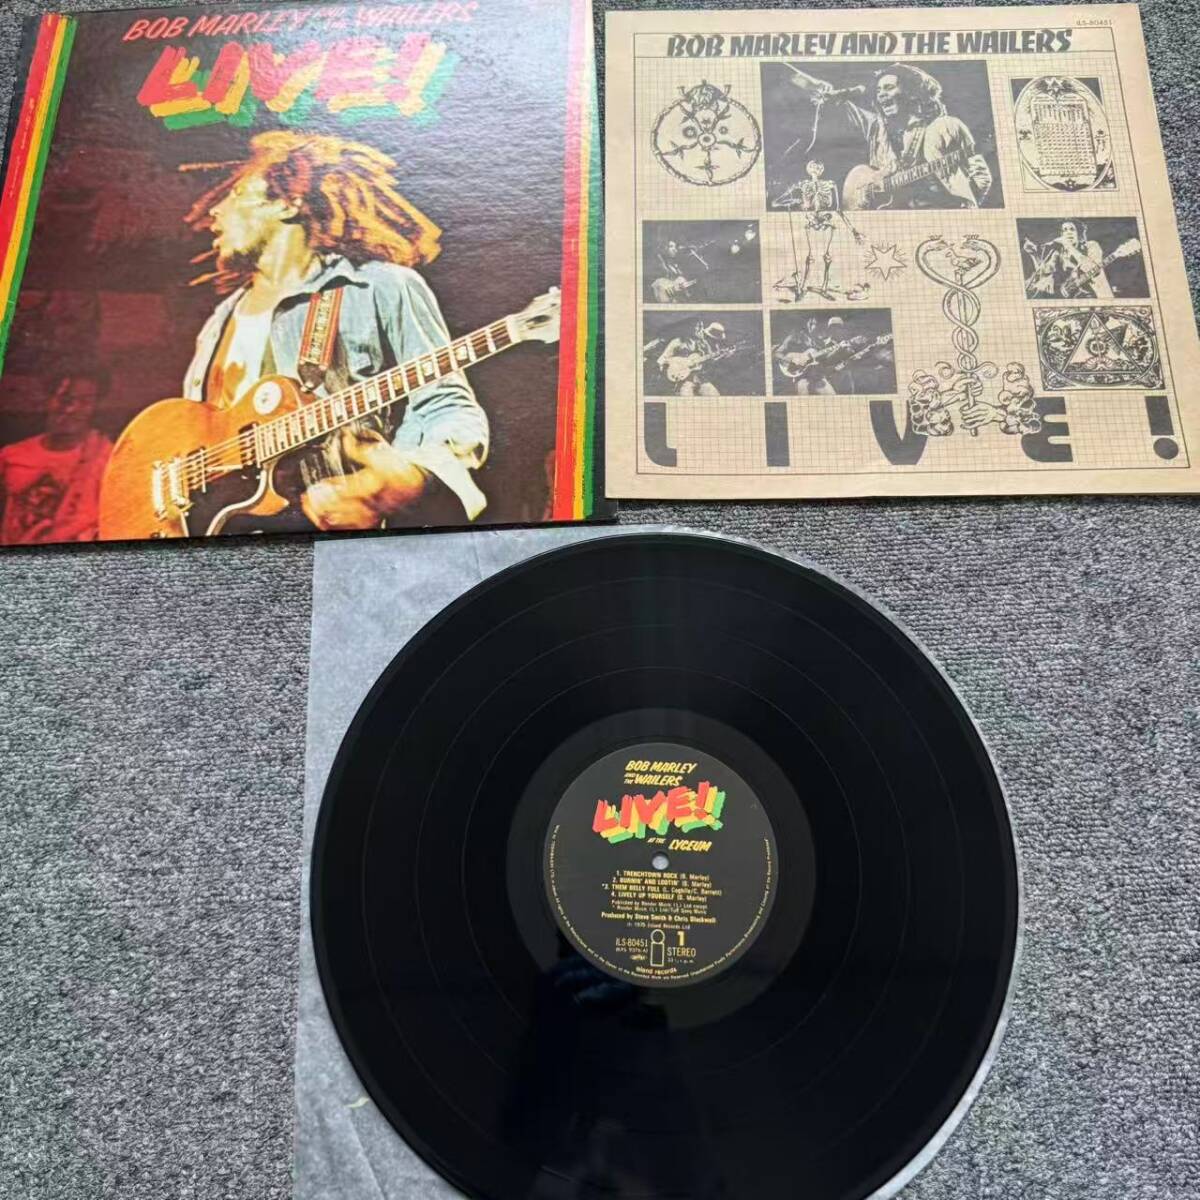 BOB MARLEY AND THE WAILERS
LIVE!
ILS-80451
BOB MARLEY AND THE WAILERS
LIVE!
BOB MARLEY
AND THE WAILERS
LIVE!
AT THE LYCEUM
1. TRENCHTOWN ROCK (B. Marley)
2. BURNIN' AND LOOTIN' (B. Marley)
*3. THEM BELLY FULL (L. Coghile/C. Barrett)
4. LIVELY UP YOURSELF (B. Marley)
Produced by Steve Smith & Chris Blackwell
ILS-80451
1
STEREO
island records